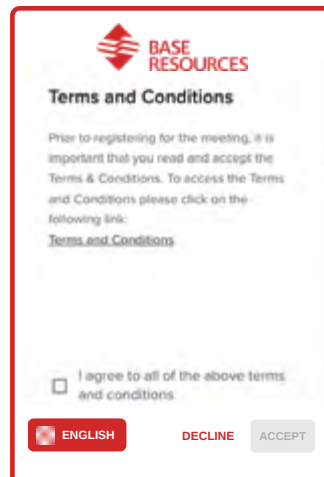 BASE
RESOURCES
Terms and Conditions
Prior to registering for the meeting, it is
important that you read and accept the
Terms & Conditions. To access the Terms
and Conditions please click on the
following link:
Terms and Conditions
I agree to all of the above terms
and conditions
ENGLISH DECLINE ACCEPT